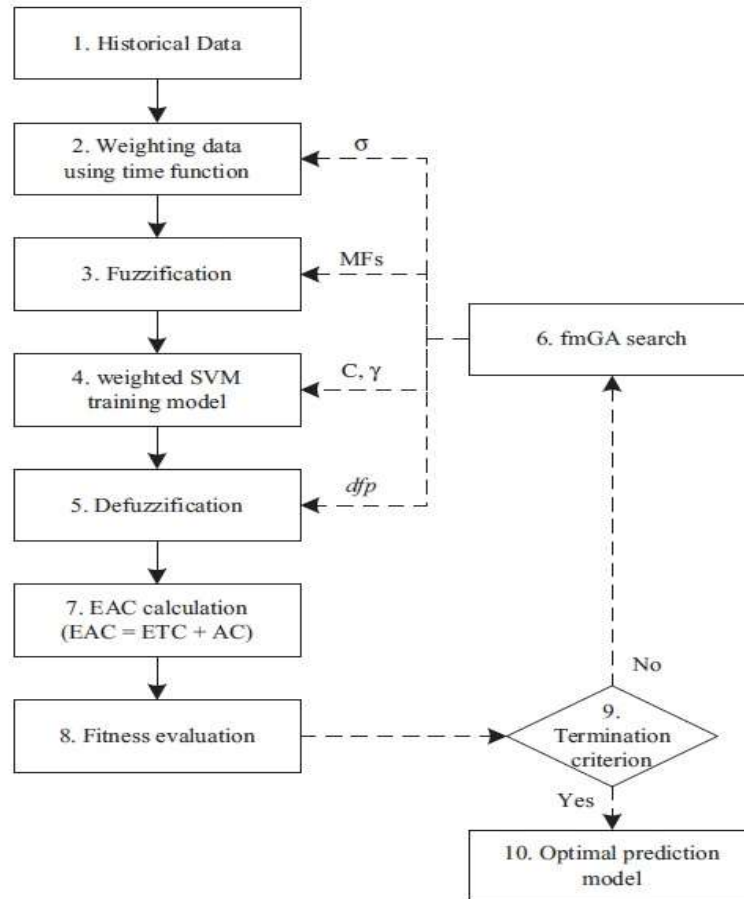 1. Historical Data
2. Weighting data
using time function
σ
3. Fuzzification
MFs
4. weighted SVM
training model
C, γ
5. Defuzzification
dfp
6. fmGA search
7. EAC calculation
(EAC = ETC + AC)
8. Fitness evaluation
No
9.
Termination
criterion
Yes
10. Optimal prediction
model